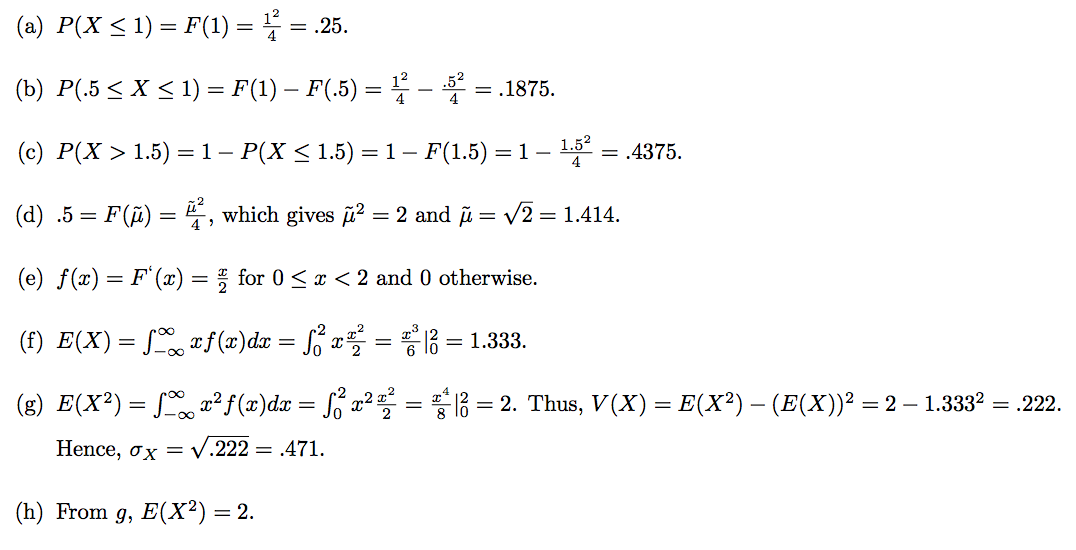 (a) P(X ≤ 1) = F(1) = 1²/4 = .25.
(b) P(.5 ≤ X ≤ 1) = F(1) − F(.5) = 1²/4 − .5²/4 = .1875.
(c) P(X > 1.5) = 1 − P(X ≤ 1.5) = 1 − F(1.5) = 1 − 1.5²/4 = .4375.
(d) .5 = F(μ̃) = μ̃²/4, which gives μ̃² = 2 and μ̃ = √2 = 1.414.
(e) f(x) = F‘(x) = x/2 for 0 ≤ x < 2 and 0 otherwise.
(f) E(X) = ∫_{−∞}^{∞} xf(x)dx = ∫_0^2 x x²/2 = x³/6 |_0^2 = 1.333.
(g) E(X²) = ∫_{−∞}^{∞} x²f(x)dx = ∫_0^2 x² x²/2 = x⁴/8 |_0^2 = 2. Thus, V(X) = E(X²) − (E(X))² = 2 − 1.333² = .222.
Hence, σ_X = √.222 = .471.
(h) From g, E(X²) = 2.